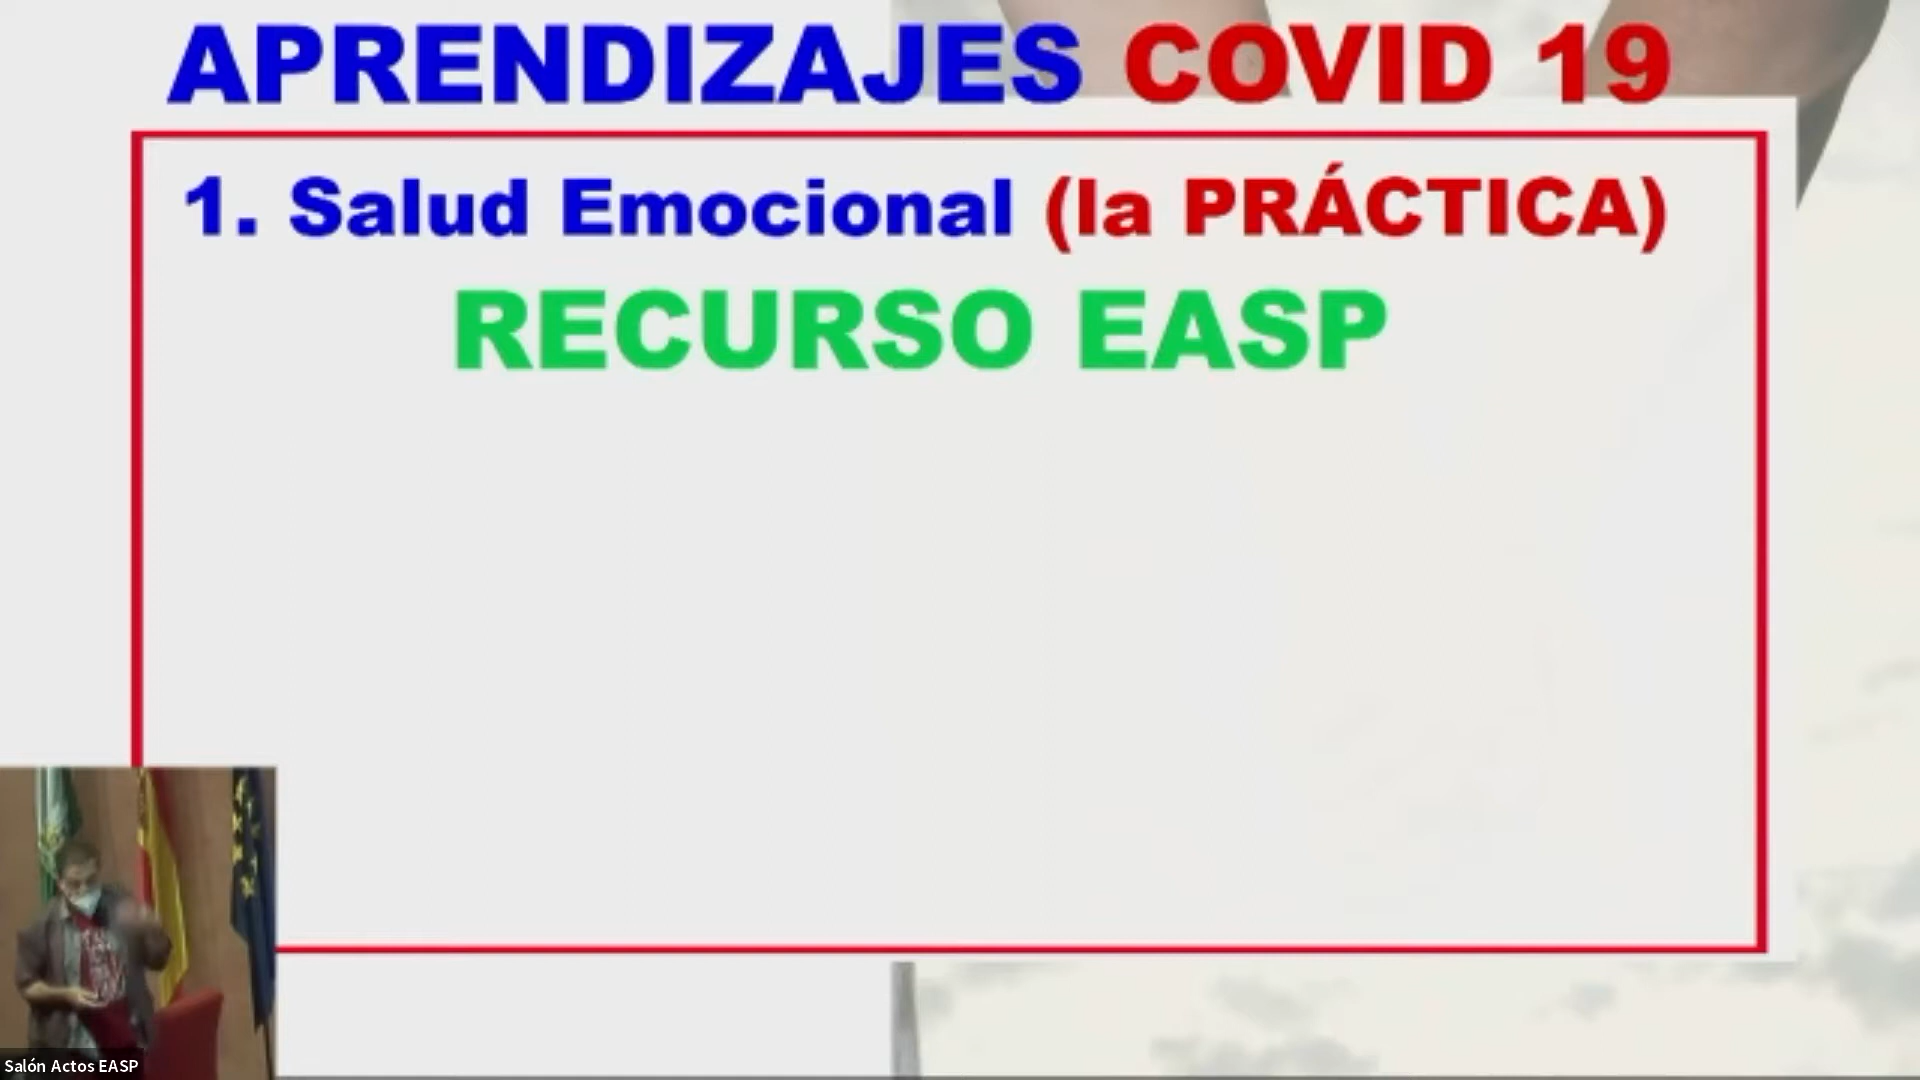 APRENDIZAJES COVID 19
1. Salud Emocional (la PRÁCTICA)
RECURSO EASP
Salón Actos EASP